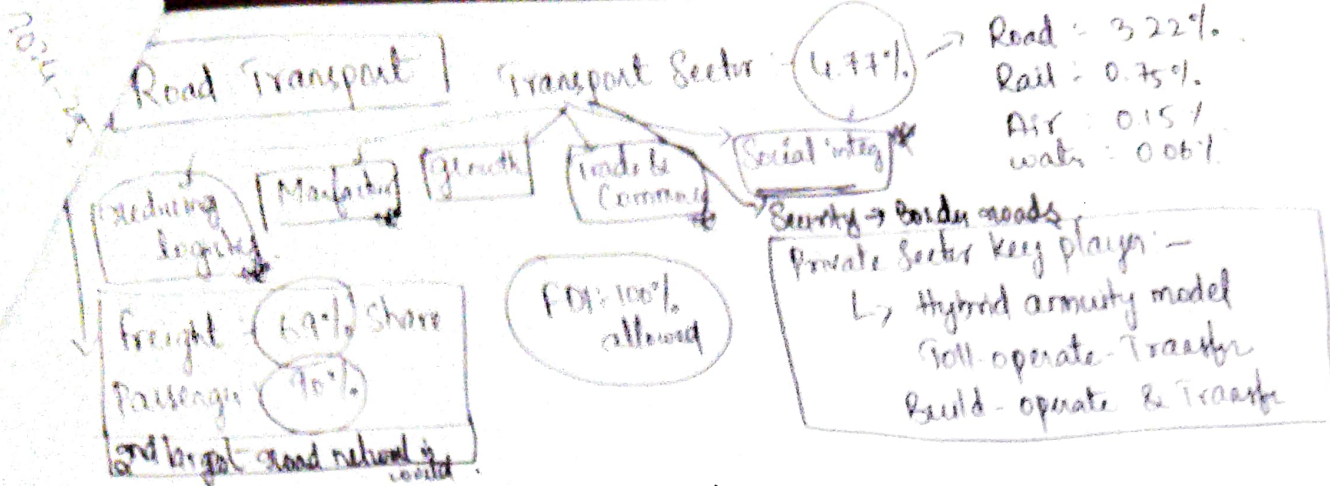 2024-
Road Transport
Transport Sector - 4.77%
Road : 3.22%.
Rail : 0.75%.
Air : 0.15%
water : 0.06%
reducing
logistics
Manfacturing
growth
Trade &
Commerce
Social integ
Security → Border roads
Freight : 69% Share
Passenger : 90%
2nd largest road network in
world.
FDI : 100%
allowed
Private Sector key player :-
↳ Hybrid annuity model
Toll-operate-Transfer
Build-operate & Transfer